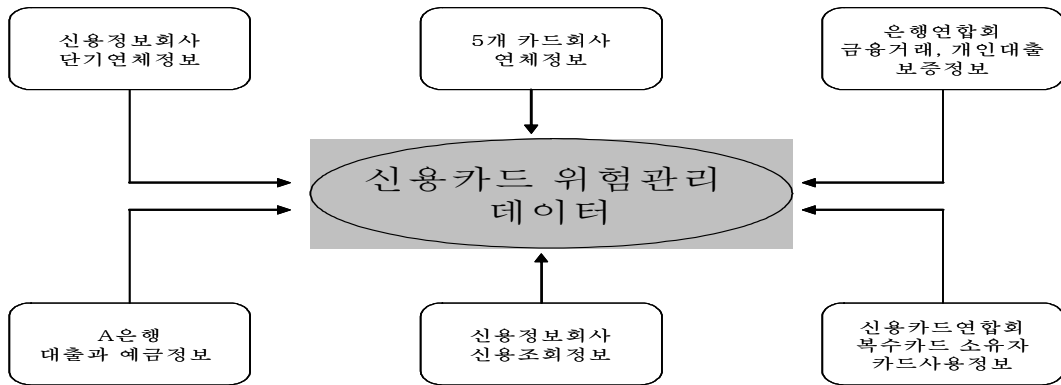 신용정보회사
단기연체정보
5개 카드회사
연체정보
은행연합회
금융거래, 개인대출
보증정보
신용카드 위험관리
데이터
A은행
대출과 예금정보
신용정보회사
신용조회정보
신용카드연합회
복수카드 소유자
카드사용정보